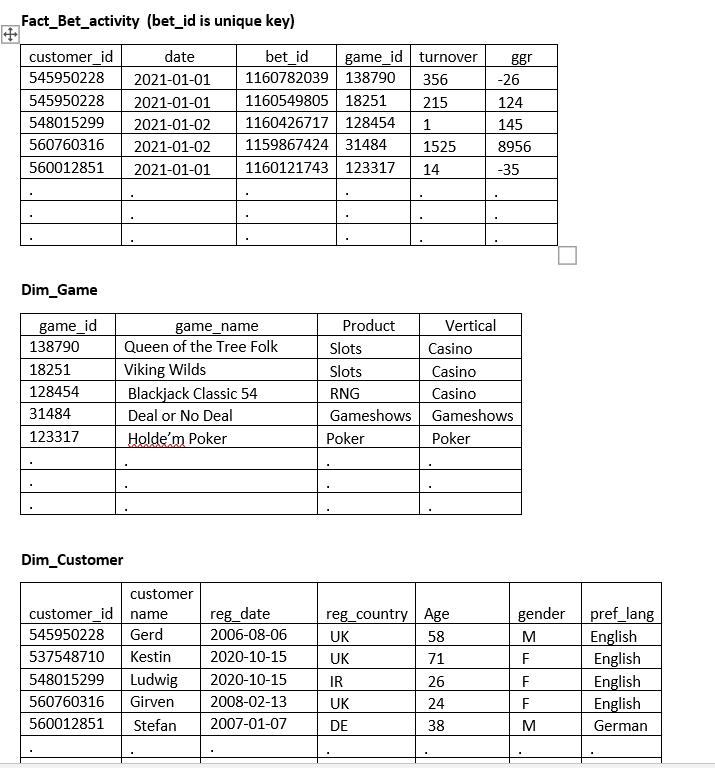 Fact_Bet_activity (bet_id is unique key)
customer_id date bet_id game_id turnover ggr
545950228 2021-01-01 1160782039 138790 356 -26
545950228 2021-01-01 1160549805 18251 215 124
548015299 2021-01-02 1160426717 128454 1 145
560760316 2021-01-02 1159867424 31484 1525 8956
560012851 2021-01-01 1160121743 123317 14 -35
. . . . . .
. . . . . .
. . . . . .
Dim_Game
game_id game_name Product Vertical
138790 Queen of the Tree Folk Slots Casino
18251 Viking Wilds Slots Casino
128454 Blackjack Classic 54 RNG Casino
31484 Deal or No Deal Gameshows Gameshows
123317 Holde'm Poker Poker Poker
. . . .
. . . .
. . . .
Dim_Customer
customer
customer_id name reg_date reg_country Age gender pref_lang
545950228 Gerd 2006-08-06 UK 58 M English
537548710 Kestin 2020-10-15 UK 71 F English
548015299 Ludwig 2020-10-15 IR 26 F English
560760316 Girven 2008-02-13 UK 24 F English
560012851 Stefan 2007-01-07 DE 38 M German
. . . . . . .